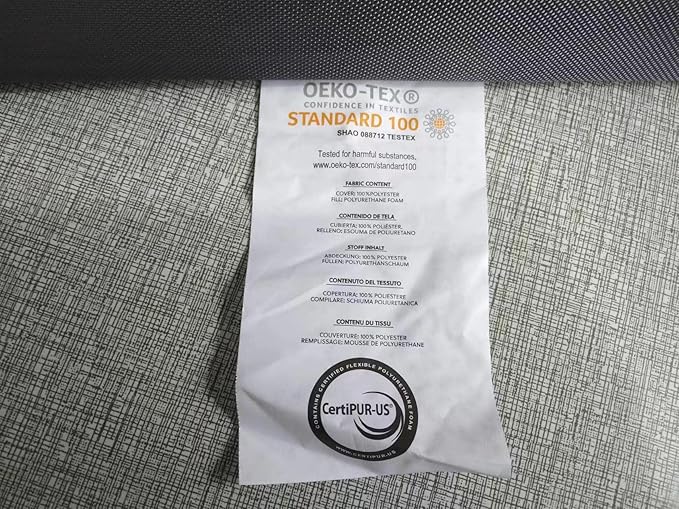 OEKO-TEX®
CONFIDENCE IN TEXTILES
STANDARD 100
SHAO 088712 TESTEX
Tested for harmful substances,
www.oeko-tex.com/standard100
FABRIC CONTENT
COVER: 100%POLYESTER
FILL: POLYURETHANE FOAM
CONTENIDO DE TELA
CUBIERTA: 100% POLIÉSTER,
RELLENO: ESGUMA DE POLIURETANO
STOFF INHALT
ABDECKUNG: 100% POLYESTER
FÜLLEN: POLYURETHANSCHAUM
CONTENUTO DEL TESSUTO
COPERTURA: 100% POLIESTERE
COMPILARE: SCHIUMA POLIURETANICA
CONTENU DU TISSU
COUVERTURE: 100% POLYESTER
REMPLISSAGE: MOUSSE DE POLYURETHANE
CONTAINS CERTIFIED FLEXIBLE POLYURETHANE FOAM
CertiPUR-US®
WWW.CERTIPUR.US